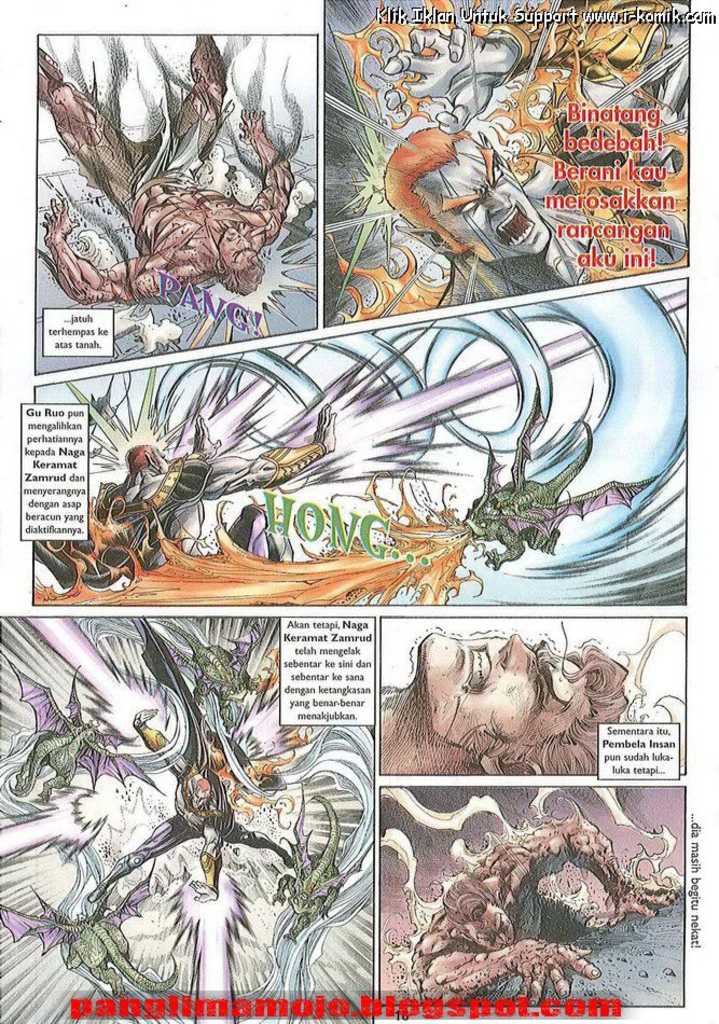 Klik Iklan Untuk Support www.r-komik.com
PANG!
...jatuh
terhempas ke
atas tanah.
Binatang
bedebah!
Berani kau
merosakkan
rancangan
aku ini!
Gu Ruo pun
mengalihkan
perhatiannya
kepada Naga
Keramat
Zamrud dan
menyerangnya
dengan asap
beracun yang
diaktifkannya.
HONG...
Akan tetapi, Naga
Keramat Zamrud
telah mengelak
sebentar ke sini dan
sebentar ke sana
dengan ketangkasan
yang benar-benar
menakjubkan.
Sementara itu,
Pembela Insan
pun sudah luka-
luka tetapi...
...dia masih begitu nekat!
panglimamojo.blogspot.com